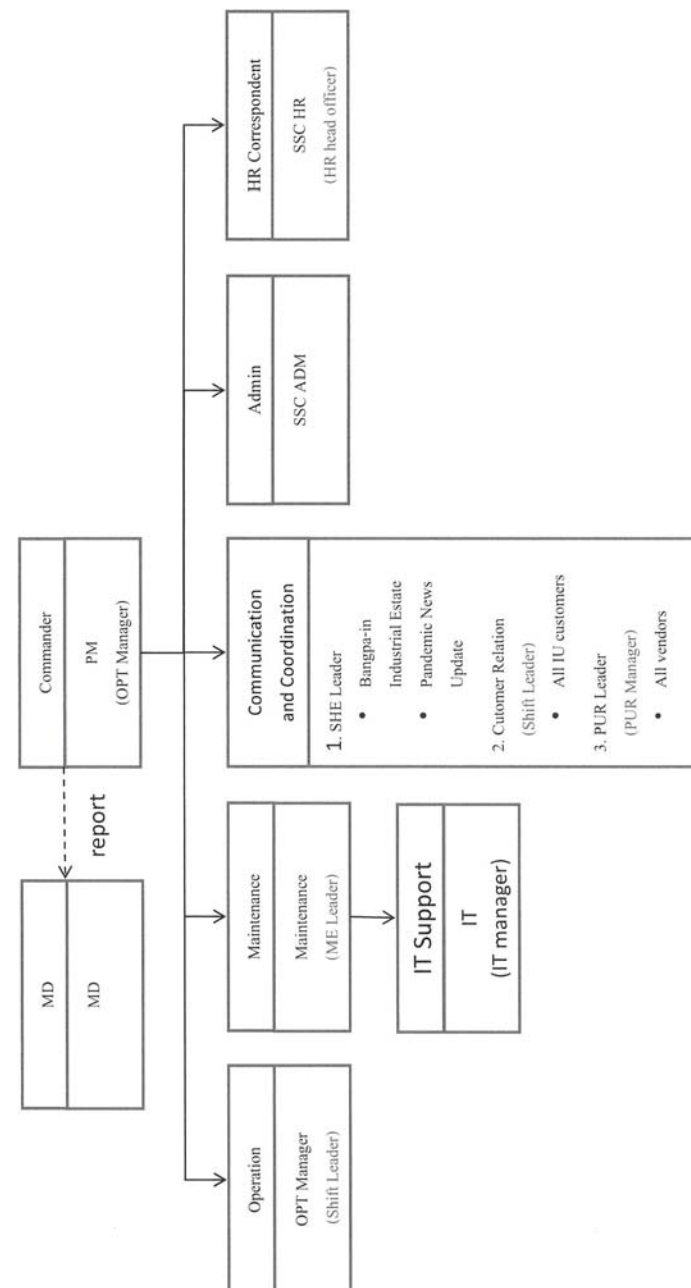 MD
MD
report
Commander
PM
(OPT Manager)
Operation
OPT Manager
(Shift Leader)
Maintenance
Maintenance
(ME Leader)
IT Support
IT
(IT manager)
Communication
and Coordination
1. SHE Leader
• Bangpa-in
Industrial Estate
• Pandemic News
Update
2. Cutomer Relation
(Shift Leader)
• All IU customers
3. PUR Leader
(PUR Manager)
• All vendors
Admin
SSC ADM
HR Correspondent
SSC HR
(HR head officer)